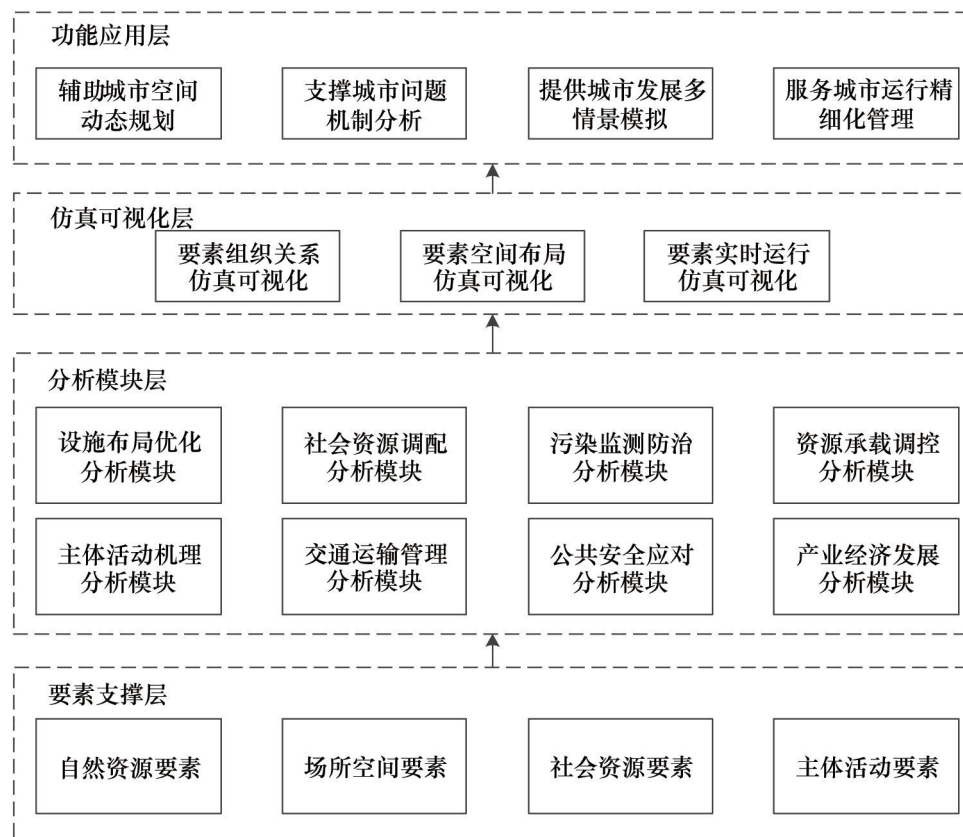 功能应用层
辅助城市空间
动态规划
支撑城市问题
机制分析
提供城市发展多
情景模拟
服务城市运行精
细化管理
仿真可视化层
要素组织关系
仿真可视化
要素空间布局
仿真可视化
要素实时运行
仿真可视化
分析模块层
设施布局优化
分析模块
社会资源调配
分析模块
污染监测防治
分析模块
资源承载调控
分析模块
主体活动机理
分析模块
交通运输管理
分析模块
公共安全应对
分析模块
产业经济发展
分析模块
要素支撑层
自然资源要素
场所空间要素
社会资源要素
主体活动要素